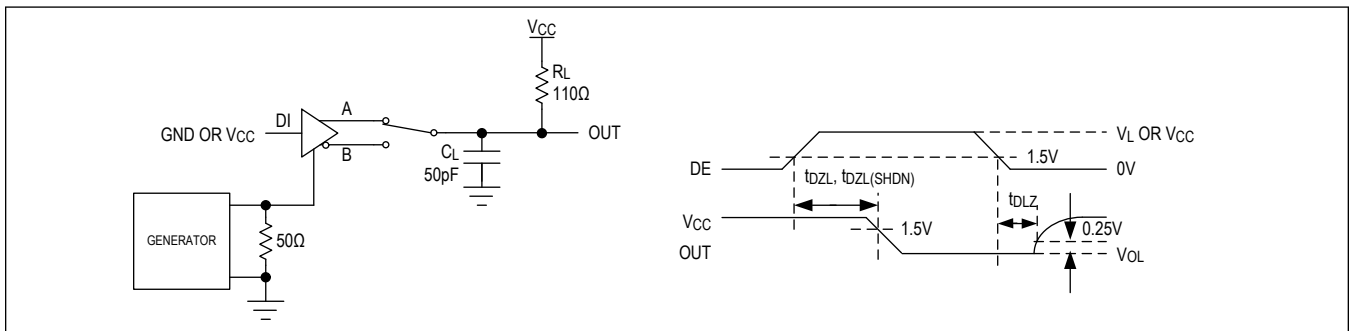 VCC
RL
110Ω
A
DI
GND OR VCC
OUT
B
CL
50pF
GENERATOR
50Ω
VL OR VCC
1.5V
DE
0V
tDZL, tDZL(SHDN)
tDLZ
VCC
0.25V
1.5V
OUT
VOL